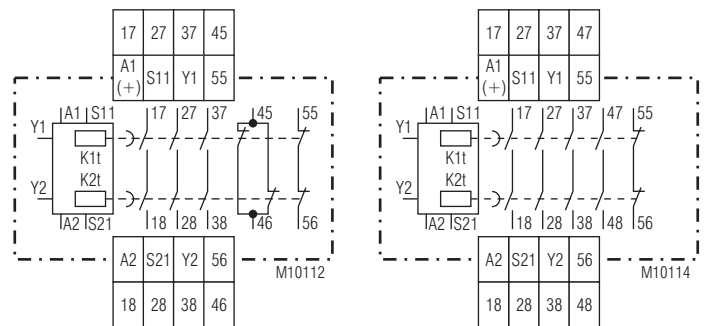 17 27 37 45
A1 (+) S11 Y1 55
A1 S11 17 27 37 45 55
Y1
K1t
K2t
Y2
A2 S21 18 28 38 46 56
A2 S21 Y2 56
M10112
18 28 38 46
17 27 37 47
A1 (+) S11 Y1 55
A1 S11 17 27 37 47 55
Y1
K1t
K2t
Y2
A2 S21 18 28 38 48 56
A2 S21 Y2 56
M10114
18 28 38 48